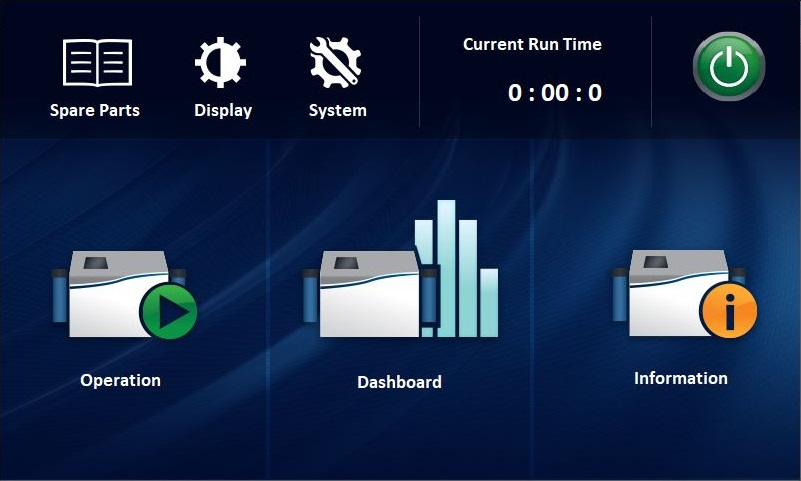 Spare Parts
Display
System
Current Run Time
0 : 00 : 0
Operation
Dashboard
Information